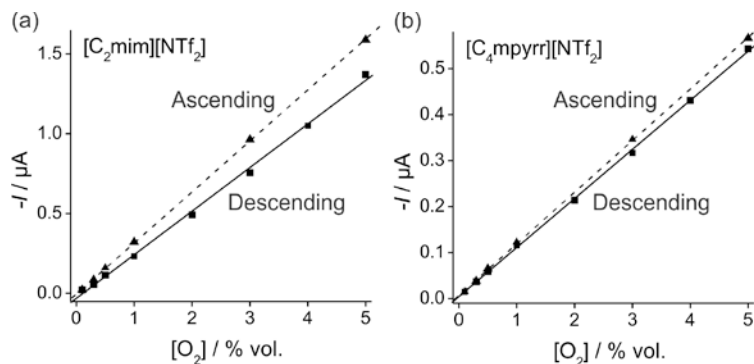 (a)
[C₂mim][NTf₂]
Ascending
Descending
-I / µA
1.5
1.0
0.5
0.0
0 1 2 3 4 5
[O₂] / % vol.
(b)
[C₄mpyrr][NTf₂]
Ascending
Descending
-I / µA
0.5
0.4
0.3
0.2
0.1
0.0
0 1 2 3 4 5
[O₂] / % vol.